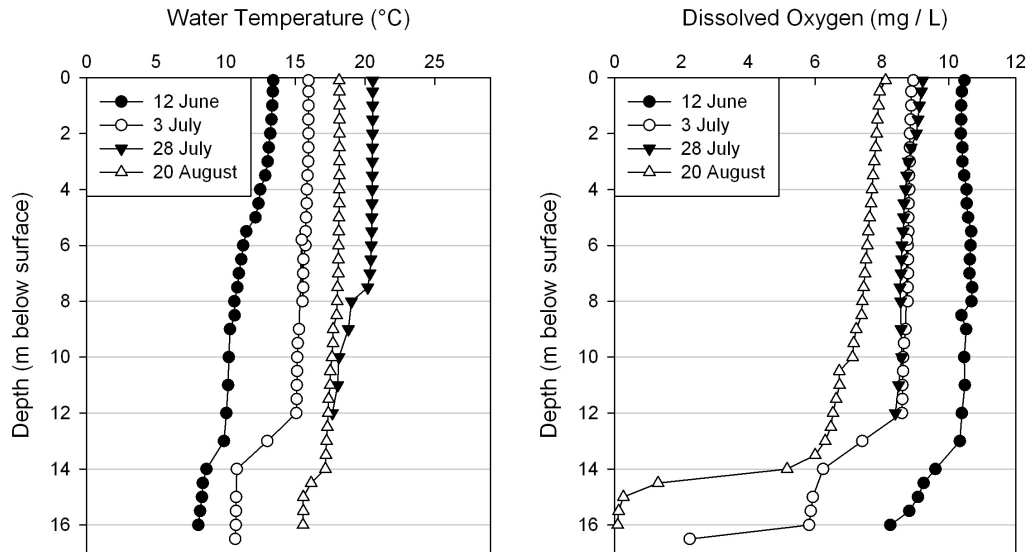 Water Temperature (°C)
0 5 10 15 20 25
0
2
4
6
8
10
12
14
16
Depth (m below surface)
12 June
3 July
28 July
20 August
Dissolved Oxygen (mg / L)
0 2 4 6 8 10 12
0
2
4
6
8
10
12
14
16
Depth (m below surface)
12 June
3 July
28 July
20 August